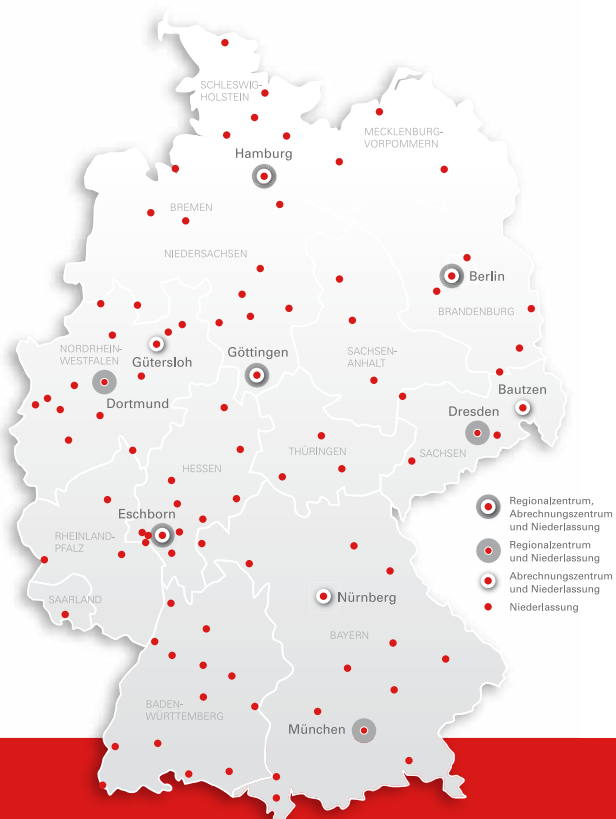 SCHLESWIG-
HOLSTEIN
MECKLENBURG-
VORPOMMERN
Hamburg
BREMEN
NIEDERSACHSEN
Berlin
BRANDENBURG
NORDRHEIN-
WESTFALEN
Gütersloh
Göttingen
SACHSEN-
ANHALT
Bautzen
Dortmund
Dresden
THÜRINGEN
SACHSEN
HESSEN
Eschborn
RHEINLAND-
PFALZ
SAARLAND
Nürnberg
BAYERN
BADEN-
WÜRTTEMBERG
München
Regionalzentrum,
Abrechnungszentrum
und Niederlassung
Regionalzentrum
und Niederlassung
Abrechnungszentrum
und Niederlassung
Niederlassung